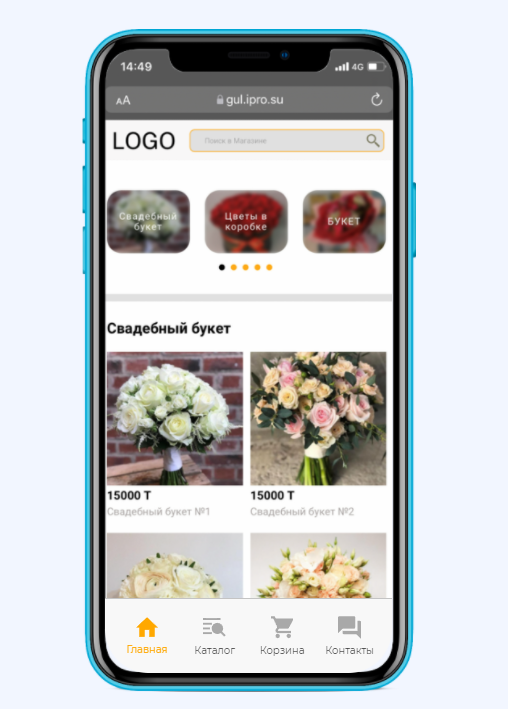 14:49
4G
AA
gul.ipro.su
LOGO
Поиск в Магазине
Свадебный
букет
Цветы в
коробке
БУКЕТ
Свадебный букет
15000 T
15000 T
Свадебный букет №1
Свадебный букет №2
Главная
Каталог
Корзина
Контакты